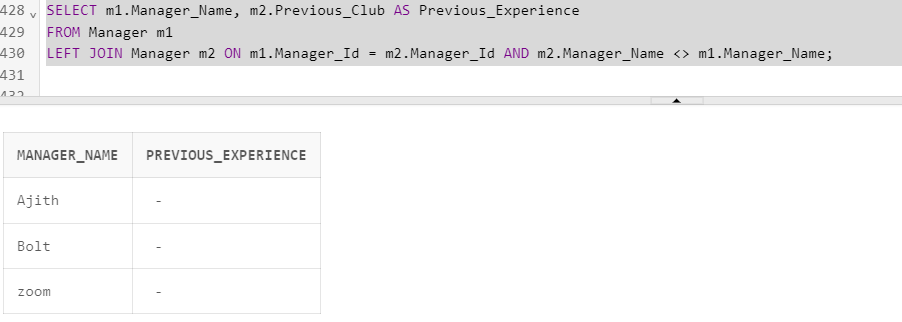 428 SELECT m1.Manager_Name, m2.Previous_Club AS Previous_Experience
429 FROM Manager m1
430 LEFT JOIN Manager m2 ON m1.Manager_Id = m2.Manager_Id AND m2.Manager_Name <> m1.Manager_Name;
431
432
MANAGER_NAME PREVIOUS_EXPERIENCE
Ajith -
Bolt -
zoom -